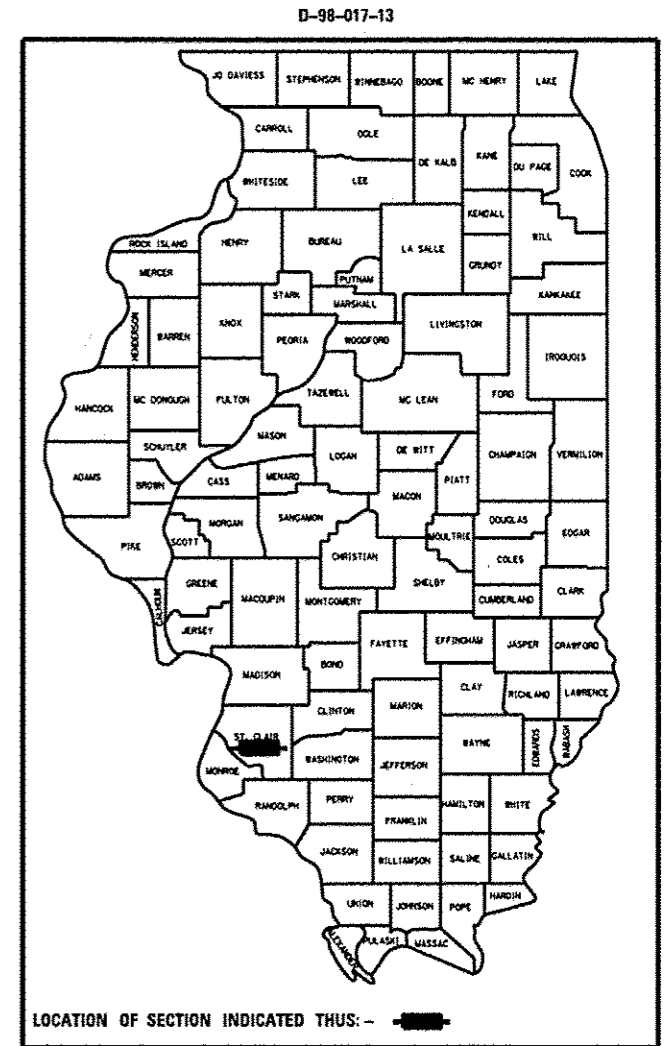 D-98-017-13
JO DAVIESS STEPHENSON WINNEBAGO BOONE MC HENRY LAKE
CARROLL OGLE DE KALB KANE DU PAGE COOK
WHITESIDE LEE
KENDALL WILL
ROCK ISLAND HENRY BUREAU LA SALLE GRUNDY
MERCER PUTNAM
STARK MARSHALL KANKAKEE
HENDERSON WARREN KNOX PEORIA WOODFORD LIVINGSTON IROQUOIS
HANCOCK MC DONOUGH FULTON TAZEWELL MC LEAN FORD
MASON
SCHUYLER LOGAN DE WITT CHAMPAIGN VERMILION
ADAMS BROWN CASS MENARD PIATT
MACON
MORGAN SANGAMON DOUGLAS
PIKE SCOTT MOULTRIE EDGAR
CHRISTIAN COLES
GREENE SHELBY
CALHOUN MACOUPIN MONTGOMERY CUMBERLAND CLARK
JERSEY FAYETTE EFFINGHAM JASPER CRAWFORD
MADISON BOND
CLAY RICHLAND LAWRENCE
CLINTON MARION
ST. CLAIR WAYNE EDWARDS WABASH
MONROE WASHINGTON JEFFERSON
RANDOLPH PERRY HAMILTON WHITE
FRANKLIN
JACKSON WILLIAMSON SALINE GALLATIN
UNION JOHNSON POPE HARDIN
ALEXANDER PULASKI MASSAC
LOCATION OF SECTION INDICATED THUS: -